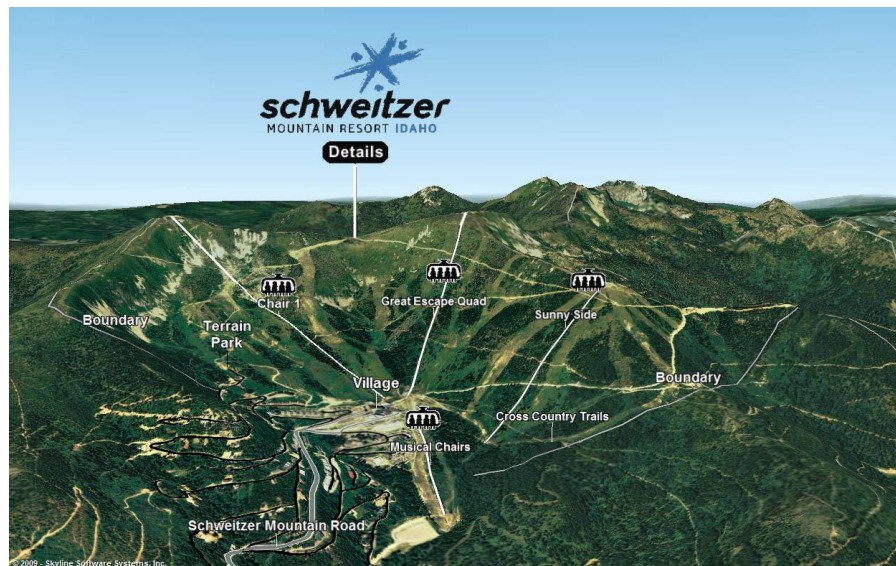 schweitzer
MOUNTAIN RESORT IDAHO
Details
Chair 1
Great Escape Quad
Sunny Side
Boundary
Terrain
Park
Village
Boundary
Cross Country Trails
Musical Chairs
Schweitzer Mountain Road
© 2009 - Skyline Software Systems, Inc.